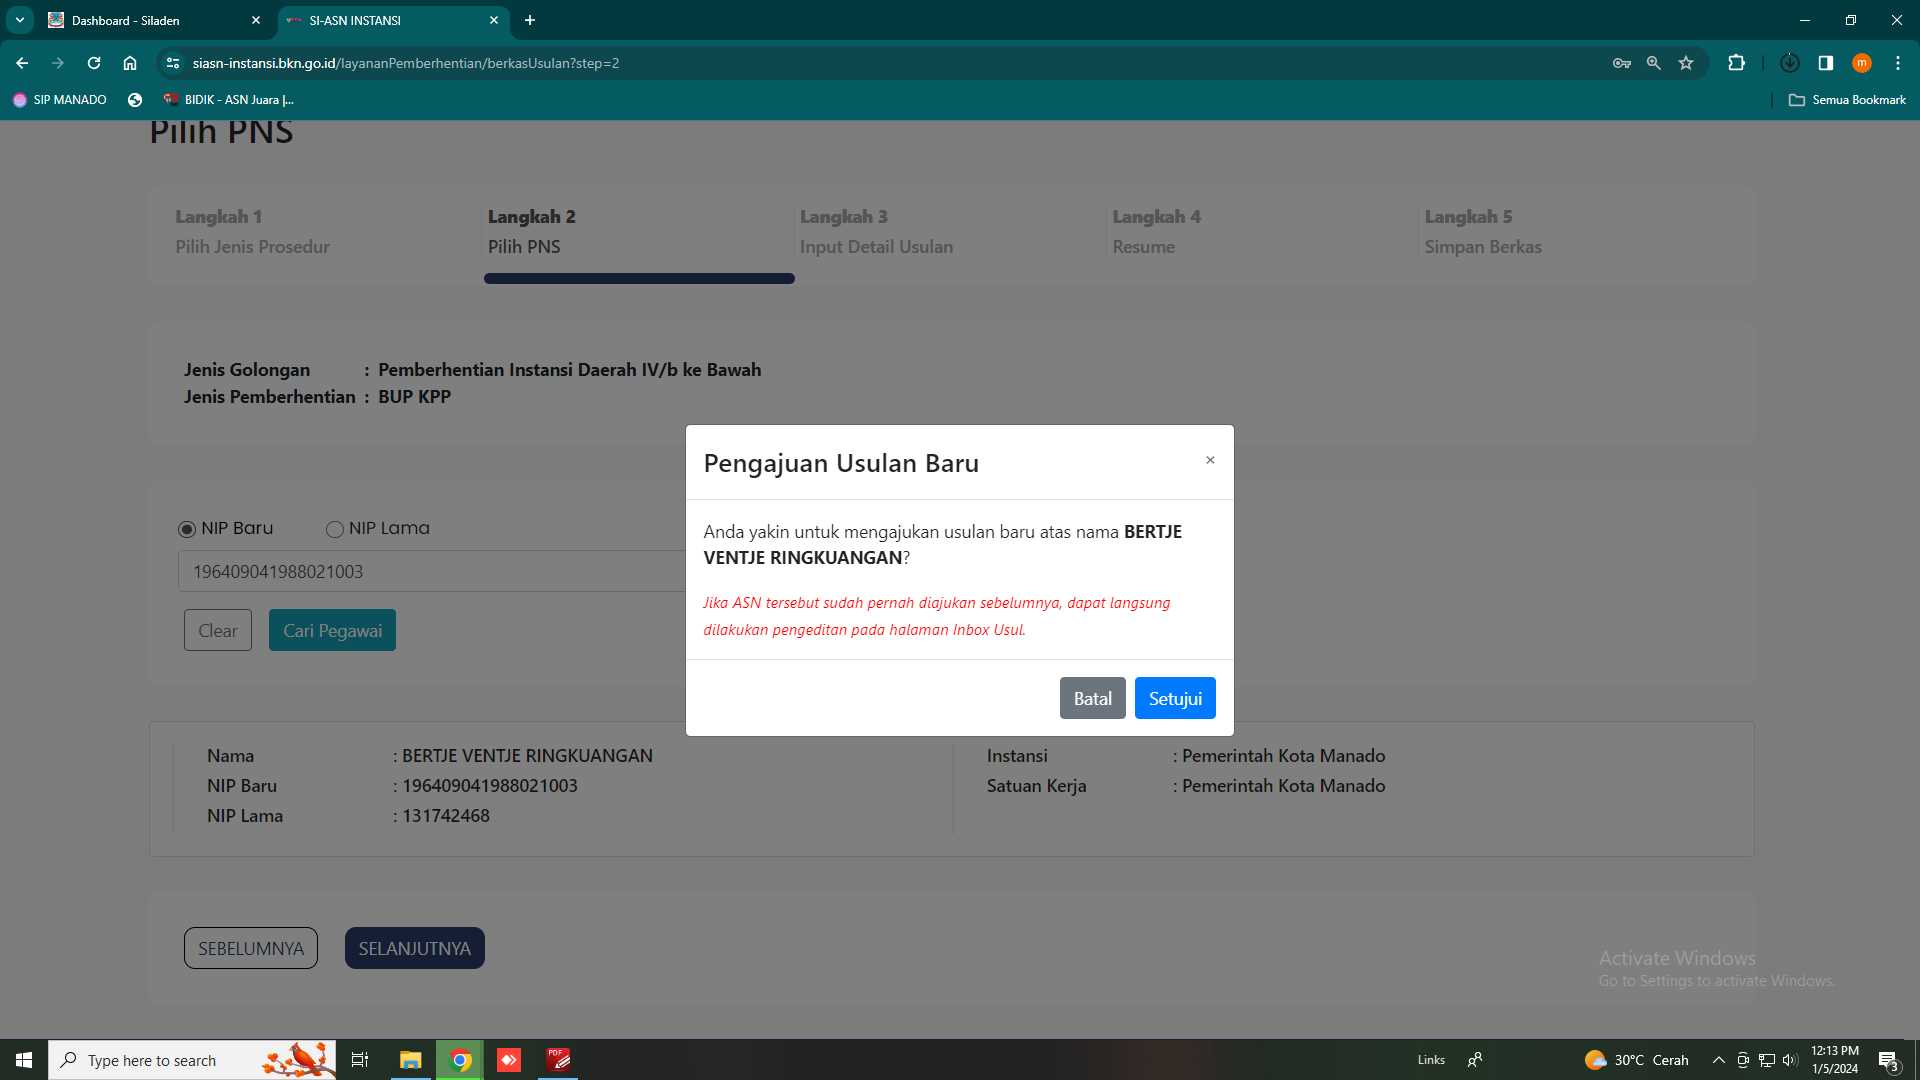 Dashboard - Siladen
SI-ASN INSTANSI
siasn-instansi.bkn.go.id/layananPemberhentian/berkasUsulan?step=2
m
SIP MANADO
BIDIK - ASN Juara |...
Semua Bookmark
Pilih PNS
Langkah 1
Pilih Jenis Prosedur
Langkah 2
Pilih PNS
Langkah 3
Input Detail Usulan
Langkah 4
Resume
Langkah 5
Simpan Berkas
Jenis Golongan : Pemberhentian Instansi Daerah IV/b ke Bawah
Jenis Pemberhentian : BUP KPP
NIP Baru NIP Lama
196409041988021003
Clear Cari Pegawai
Pengajuan Usulan Baru
×
Anda yakin untuk mengajukan usulan baru atas nama BERTJE
VENTJE RINGKUANGAN?
Jika ASN tersebut sudah pernah diajukan sebelumnya, dapat langsung
dilakukan pengeditan pada halaman Inbox Usul.
Batal Setujui
Nama : BERTJE VENTJE RINGKUANGAN
NIP Baru : 196409041988021003
NIP Lama : 131742468
Instansi : Pemerintah Kota Manado
Satuan Kerja : Pemerintah Kota Manado
SEBELUMNYA SELANJUTNYA
Activate Windows
Go to Settings to activate Windows.
Type here to search
PDF
Links
30°C Cerah
12:13 PM
1/5/2024
3